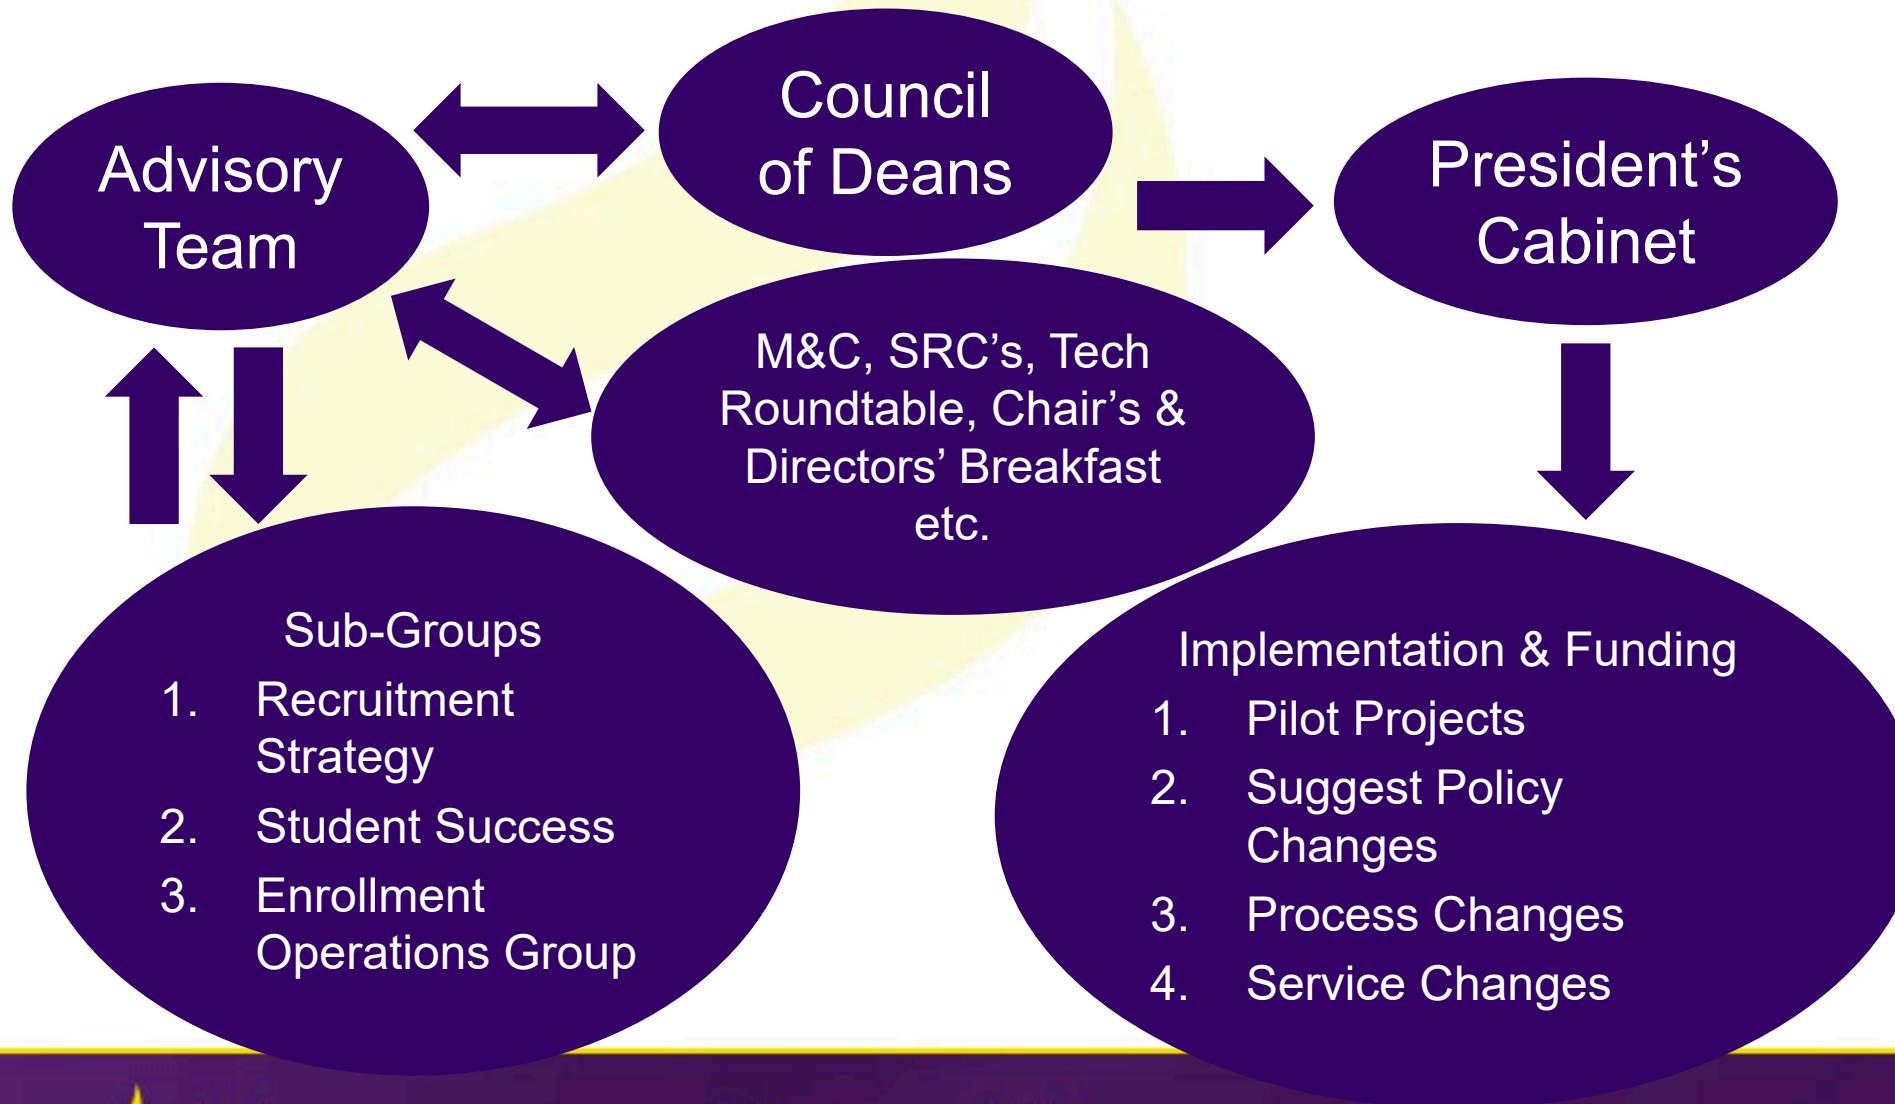 Council
of Deans
Advisory
Team
President’s
Cabinet
M&C, SRC’s, Tech
Roundtable, Chair’s &
Directors’ Breakfast
etc.
Sub-Groups
1. Recruitment
Strategy
2. Student Success
3. Enrollment
Operations Group
Implementation & Funding
1. Pilot Projects
2. Suggest Policy
Changes
3. Process Changes
4. Service Changes